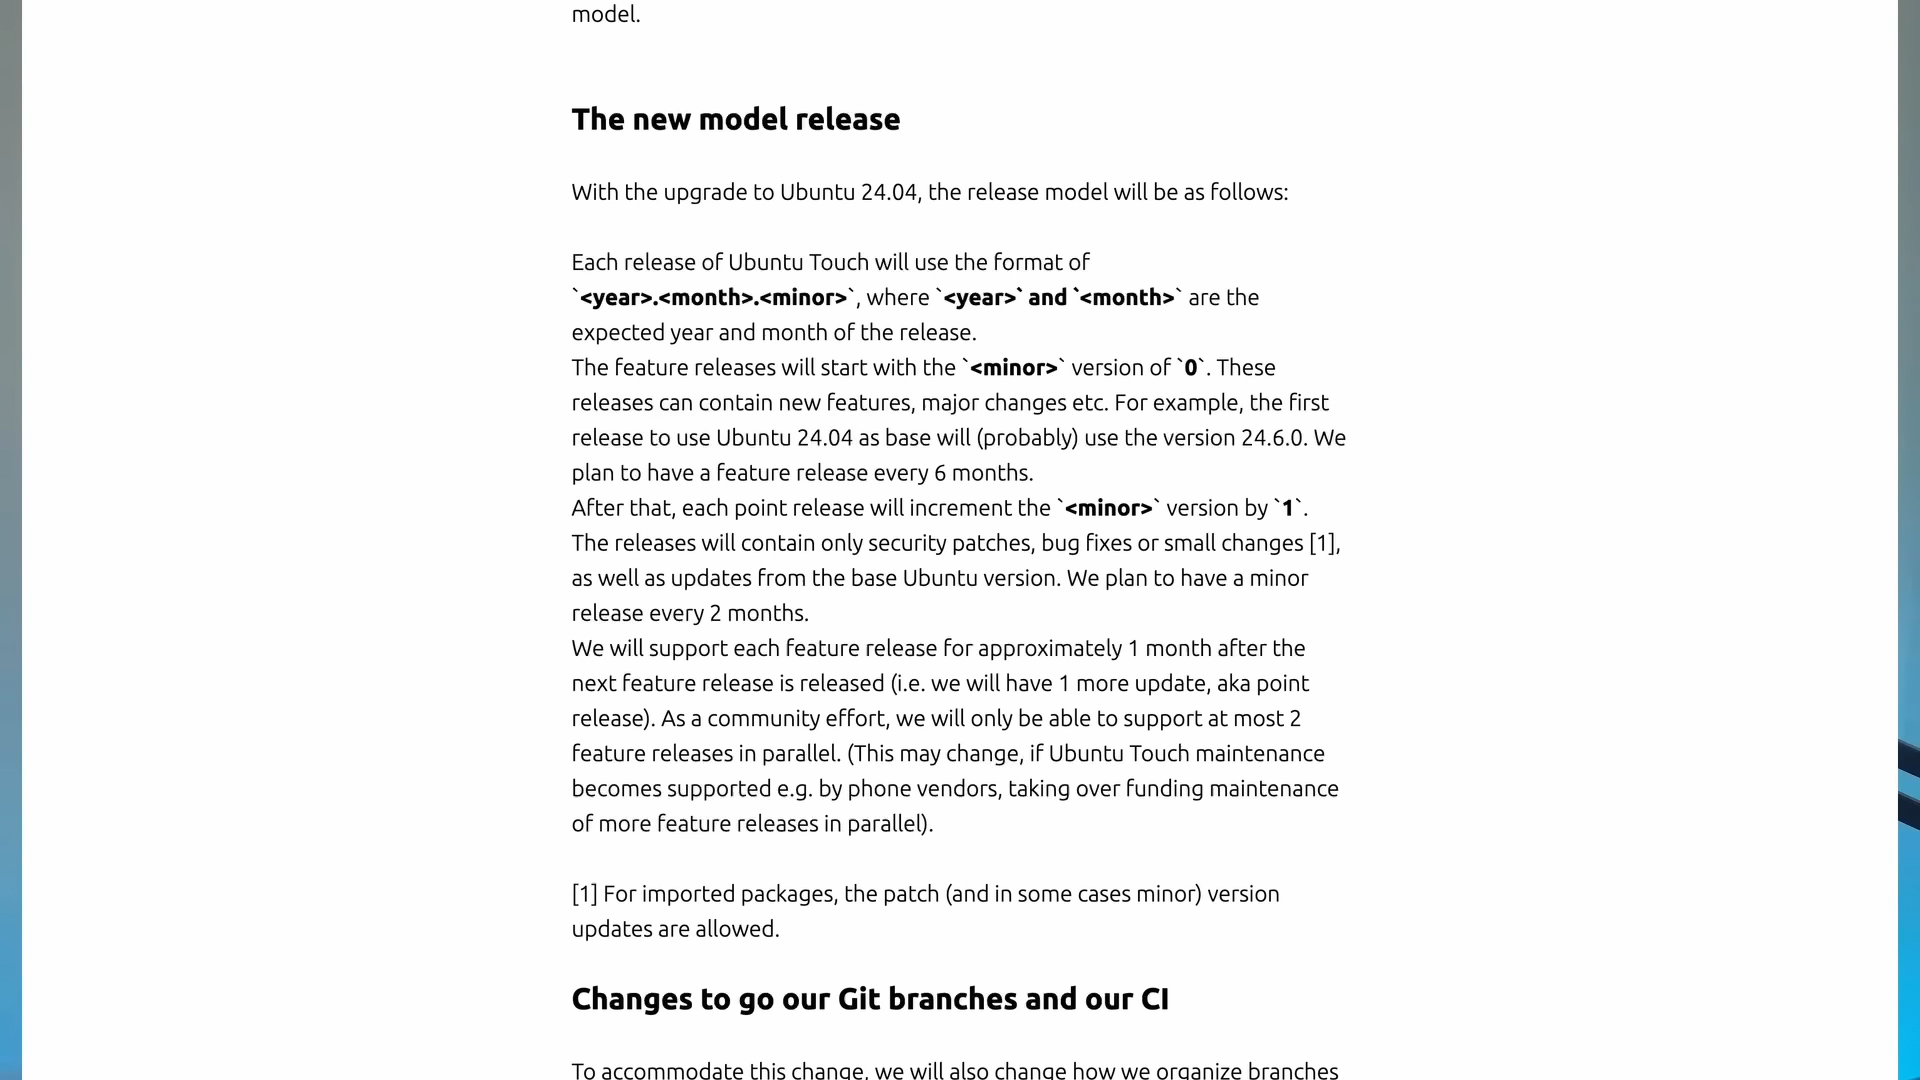 model.
The new model release
With the upgrade to Ubuntu 24.04, the release model will be as follows:
Each release of Ubuntu Touch will use the format of
`<year>.<month>.<minor>`, where `<year>` and `<month>` are the
expected year and month of the release.
The feature releases will start with the `<minor>` version of `0`. These
releases can contain new features, major changes etc. For example, the first
release to use Ubuntu 24.04 as base will (probably) use the version 24.6.0. We
plan to have a feature release every 6 months.
After that, each point release will increment the `<minor>` version by `1`.
The releases will contain only security patches, bug fixes or small changes [1],
as well as updates from the base Ubuntu version. We plan to have a minor
release every 2 months.
We will support each feature release for approximately 1 month after the
next feature release is released (i.e. we will have 1 more update, aka point
release). As a community effort, we will only be able to support at most 2
feature releases in parallel. (This may change, if Ubuntu Touch maintenance
becomes supported e.g. by phone vendors, taking over funding maintenance
of more feature releases in parallel).
[1] For imported packages, the patch (and in some cases minor) version
updates are allowed.
Changes to go our Git branches and our CI
To accommodate this change, we will also change how we organize branches